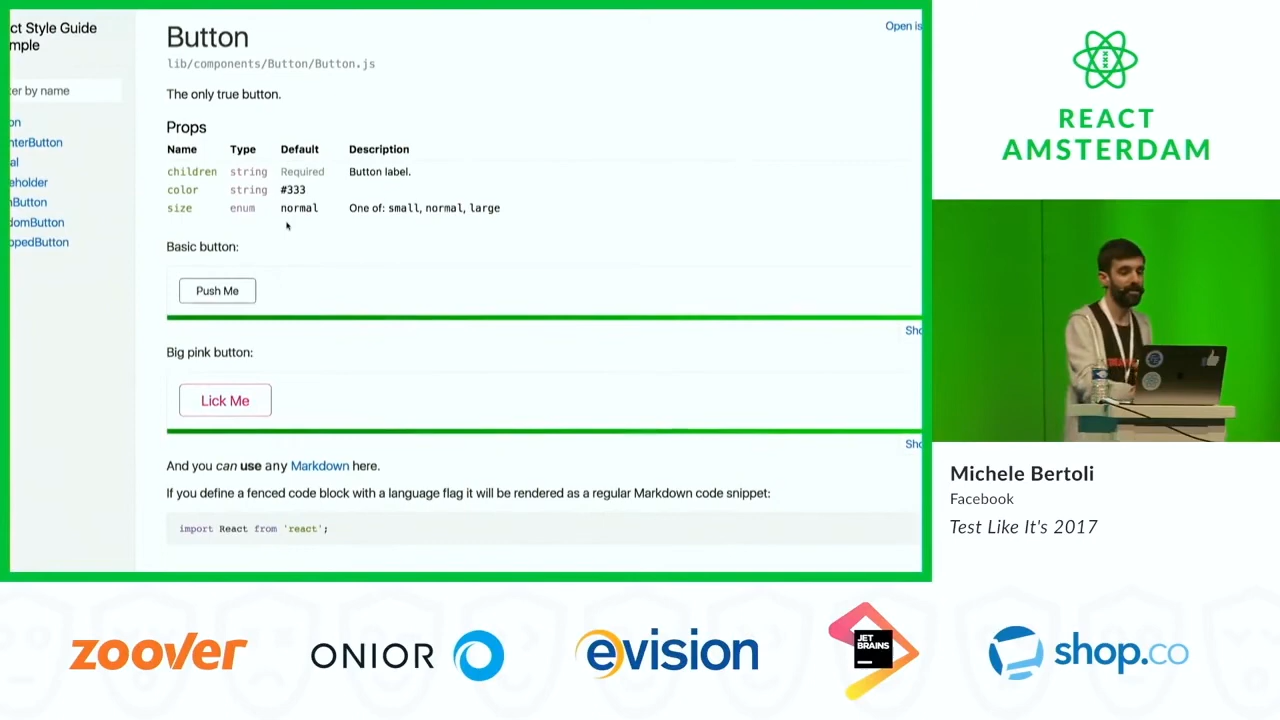 ct Style Guide
mple
er by name
on
nterButton
al
eholder
nButton
domButton
ppedButton
Open is
Button
lib/components/Button/Button.js
The only true button.
Props
Name Type Default Description
children string Required Button label.
color string #333
size enum normal One of: small, normal, large
Basic button:
Push Me
Sho
Big pink button:
Lick Me
Sho
And you can use any Markdown here.
If you define a fenced code block with a language flag it will be rendered as a regular Markdown code snippet:
import React from 'react';
REACT
AMSTERDAM
Michele Bertoli
Facebook
Test Like It's 2017
zoover
ONIOR
evision
JET
BRAINS
shop.co